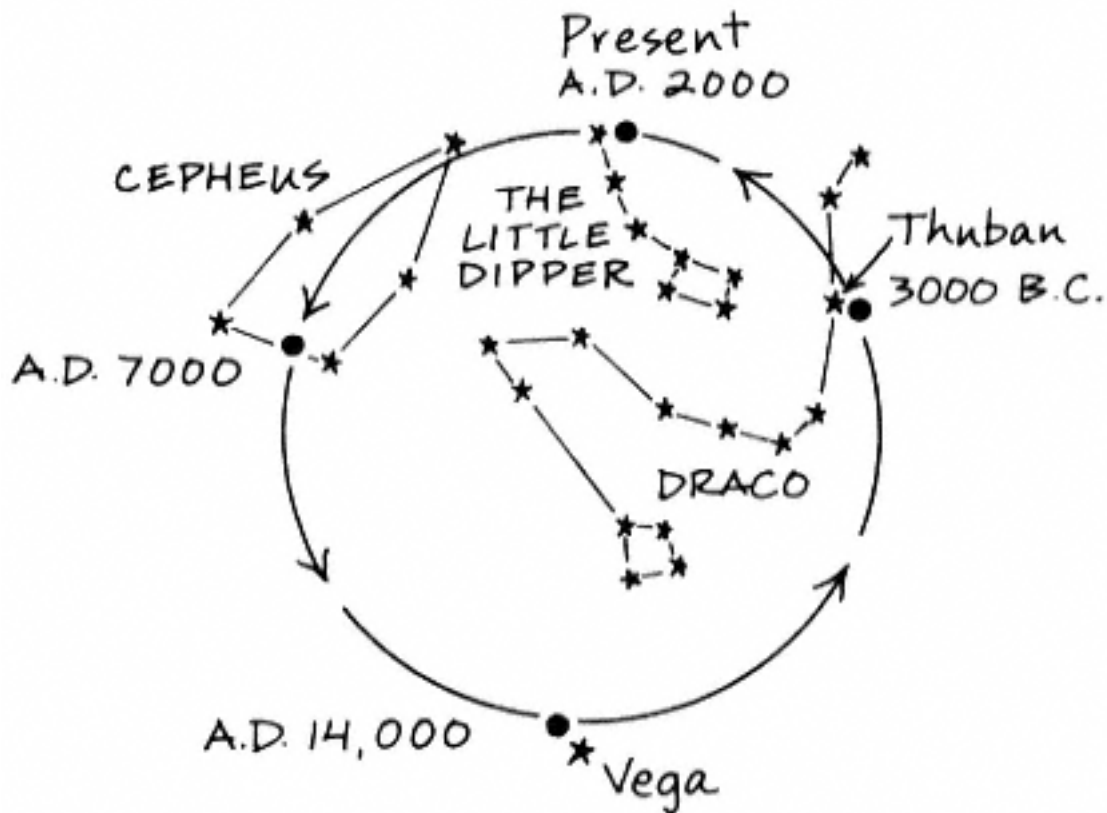 Present
A.D. 2000
CEPHEUS
THE
LITTLE
DIPPER
Thuban
3000 B.C.
A.D. 7000
DRACO
A.D. 14,000
Vega